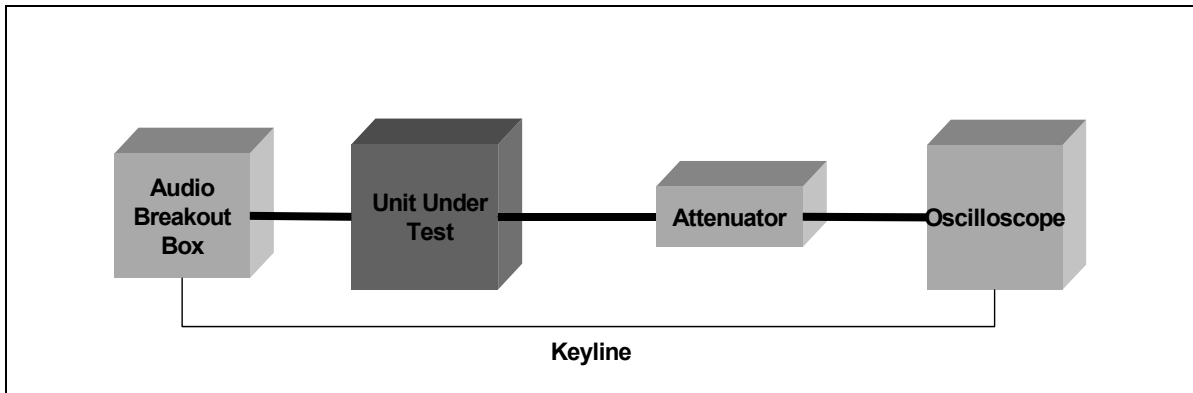 Audio
Breakout
Box
Unit Under
Test
Attenuator
Oscilloscope
Keyline